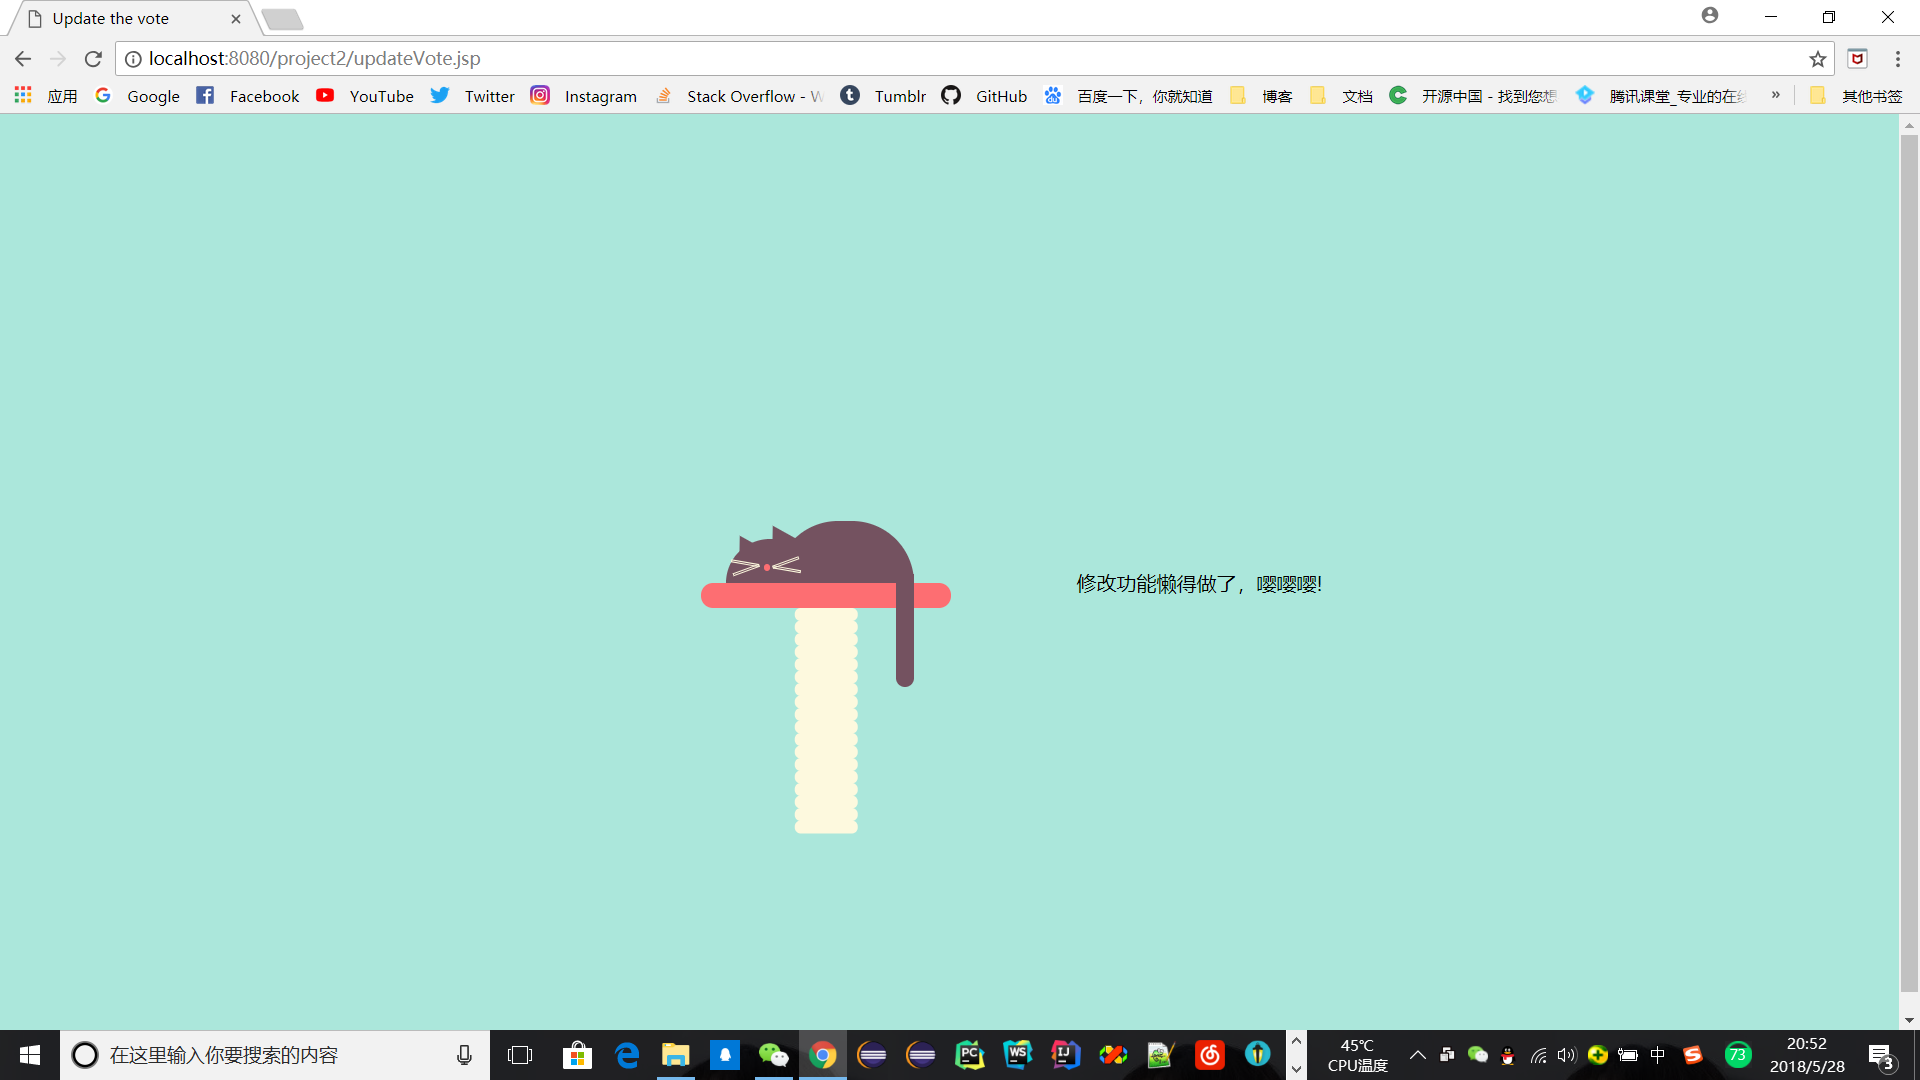 Update the vote
localhost:8080/project2/updateVote.jsp
应用 Google Facebook YouTube Twitter Instagram Stack Overflow - W Tumblr GitHub 百度一下，你就知道 博客 文档 开源中国 - 找到您想 腾讯课堂_专业的在线 » 其他书签
修改功能懒得做了，嘤嘤嘤!
在这里输入你要搜索的内容
PC WS IJ
45℃
CPU温度
中
73
20:52
2018/5/28
3